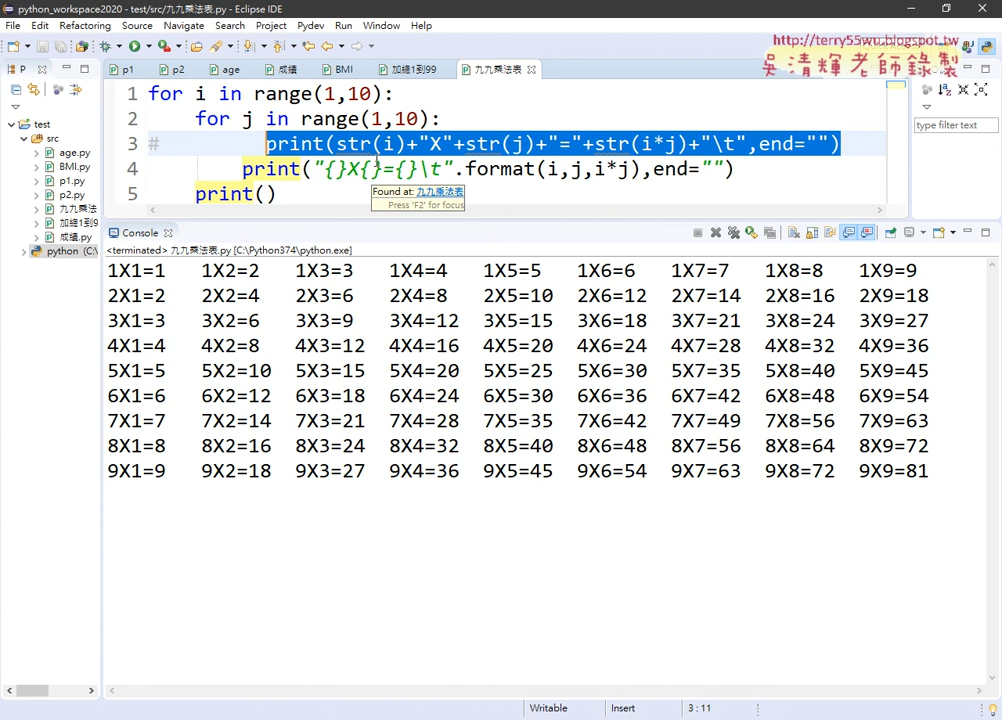 python_workspace2020 - test/src/九九乘法表.py - Eclipse IDE
File Edit Refactoring Source Navigate Search Project Pydev Run Window Help
http://terry55wu.blogspot.tw
吳清輝老師錄製
P p1 p2 age 成績 BMI 加總1到99 九九乘法表
1 for i in range(1,10):
2 for j in range(1,10):
3 # print(str(i)+"X"+str(j)+"="+str(i*j)+"\t",end="")
4 print("{}X{}={}\t".format(i,j,i*j),end="")
5 print()
Found at: 九九乘法表
Press 'F2' for focus
type filter text
test
src
age.py
BMI.py
p1.py
p2.py
九九乘法
加總1到9
成績.py
python (C:\
Console
<terminated> 九九乘法表.py [C:\Python374\python.exe]
1X1=1 1X2=2 1X3=3 1X4=4 1X5=5 1X6=6 1X7=7 1X8=8 1X9=9
2X1=2 2X2=4 2X3=6 2X4=8 2X5=10 2X6=12 2X7=14 2X8=16 2X9=18
3X1=3 3X2=6 3X3=9 3X4=12 3X5=15 3X6=18 3X7=21 3X8=24 3X9=27
4X1=4 4X2=8 4X3=12 4X4=16 4X5=20 4X6=24 4X7=28 4X8=32 4X9=36
5X1=5 5X2=10 5X3=15 5X4=20 5X5=25 5X6=30 5X7=35 5X8=40 5X9=45
6X1=6 6X2=12 6X3=18 6X4=24 6X5=30 6X6=36 6X7=42 6X8=48 6X9=54
7X1=7 7X2=14 7X3=21 7X4=28 7X5=35 7X6=42 7X7=49 7X8=56 7X9=63
8X1=8 8X2=16 8X3=24 8X4=32 8X5=40 8X6=48 8X7=56 8X8=64 8X9=72
9X1=9 9X2=18 9X3=27 9X4=36 9X5=45 9X6=54 9X7=63 9X8=72 9X9=81
Writable Insert 3 : 11